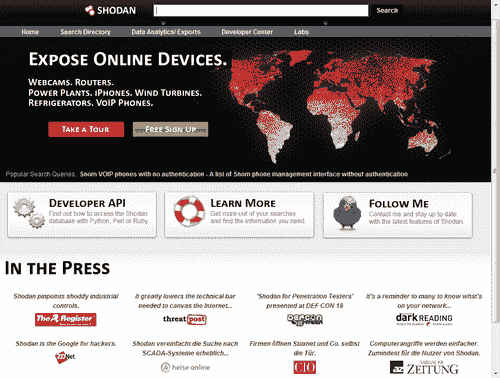 SHODAN
Search
Home Search Directory Data Analytics/ Exports Developer Center Labs
EXPOSE ONLINE DEVICES.
WEBCAMS. ROUTERS.
POWER PLANTS. IPHONES. WIND TURBINES.
REFRIGERATORS. VOIP PHONES.
TAKE A TOUR FREE SIGN UP
Popular Search Queries: Snom VOIP phones with no authentication - A list of Snom phone management interface without authentication
DEVELOPER API
Find out how to access the Shodan
database with Python, Perl or Ruby.
LEARN MORE
Get more out of your searches
and find the information you need.
FOLLOW ME
Contact me and stay up to date
with the latest features of Shodan.
IN THE PRESS
Shodan pinpoints shoddy industrial
controls.
The Register
It greatly lowers the technical bar
needed to canvas the Internet...
threatpost
'Shodan for Penetration Testers'
presented at DEF CON 18
DEFCON
It's a reminder to many to know what's
on your network...
dark READING
Shodan is the Google for hackers.
ZDNet.
Shodan vereinfacht die Suche nach
SCADA-Systeme erheblich...
heise online
Firmen öffnen Stuxnet und Co. selbst
die Tür.
CIO
Computerangriffe werden einfacher.
Zumindest für die Nutzer von Shodan.
az AARGAUER
ZEITUNG